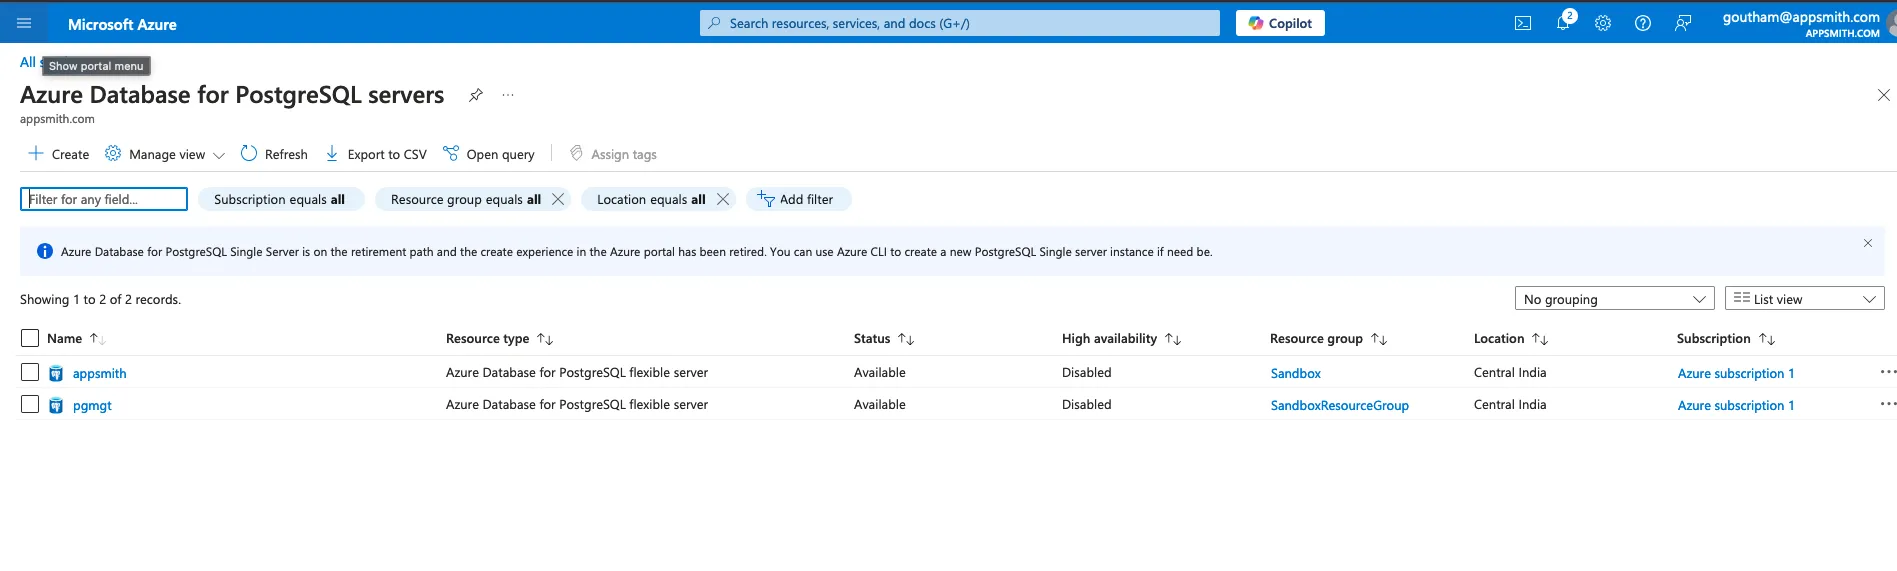 Microsoft Azure
Search resources, services, and docs (G+/)
Copilot
2
goutham@appsmith.com
APPSMITH.COM
All s
Show portal menu
Azure Database for PostgreSQL servers
...
appsmith.com
Create
Manage view
Refresh
Export to CSV
Open query
Assign tags
Filter for any field...
Subscription equals all
Resource group equals all
Location equals all
Add filter
Azure Database for PostgreSQL Single Server is on the retirement path and the create experience in the Azure portal has been retired. You can use Azure CLI to create a new PostgreSQL Single server instance if need be.
Showing 1 to 2 of 2 records.
No grouping
List view
Name Resource type Status High availability Resource group Location Subscription
appsmith Azure Database for PostgreSQL flexible server Available Disabled Sandbox Central India Azure subscription 1
pgmgt Azure Database for PostgreSQL flexible server Available Disabled SandboxResourceGroup Central India Azure subscription 1